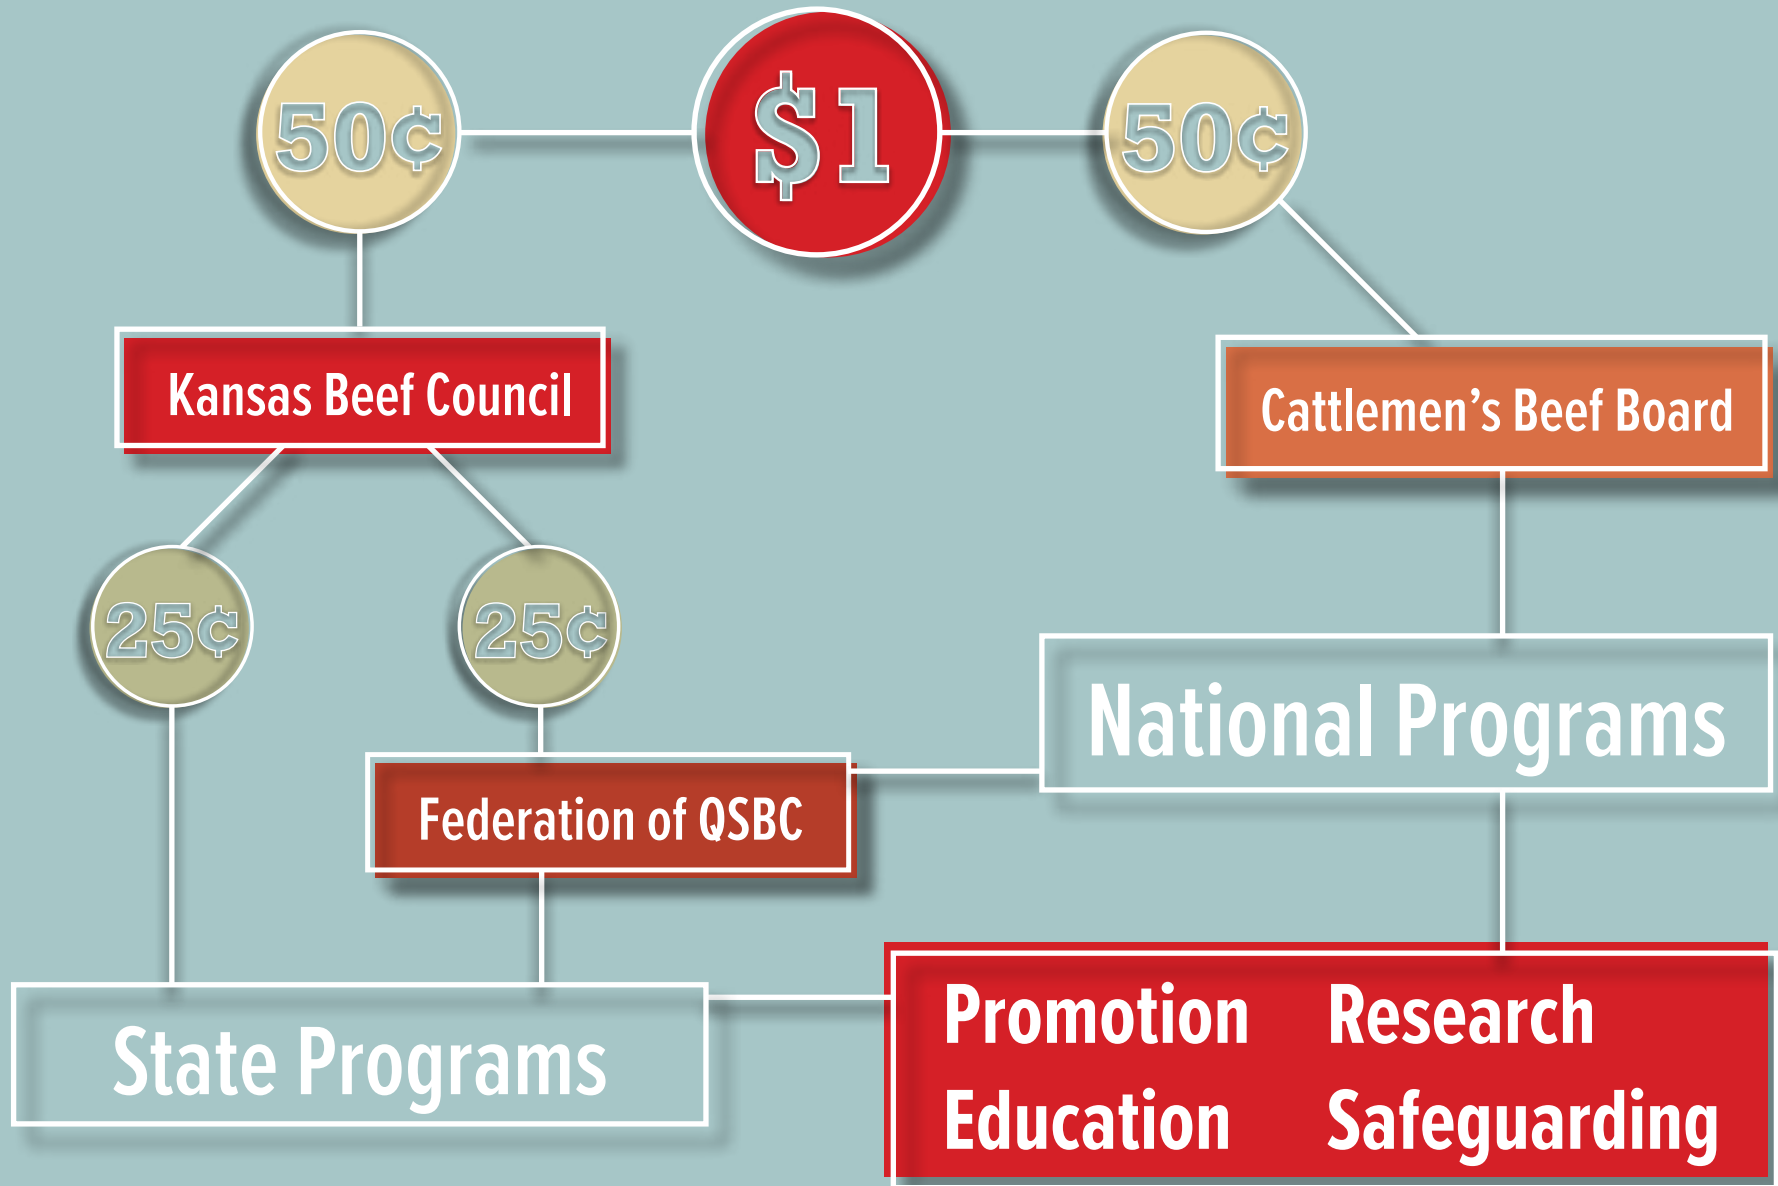 50¢
$1
50¢
Kansas Beef Council
Cattlemen’s Beef Board
25¢
25¢
National Programs
Federation of QSBC
State Programs
Promotion Research
Education Safeguarding